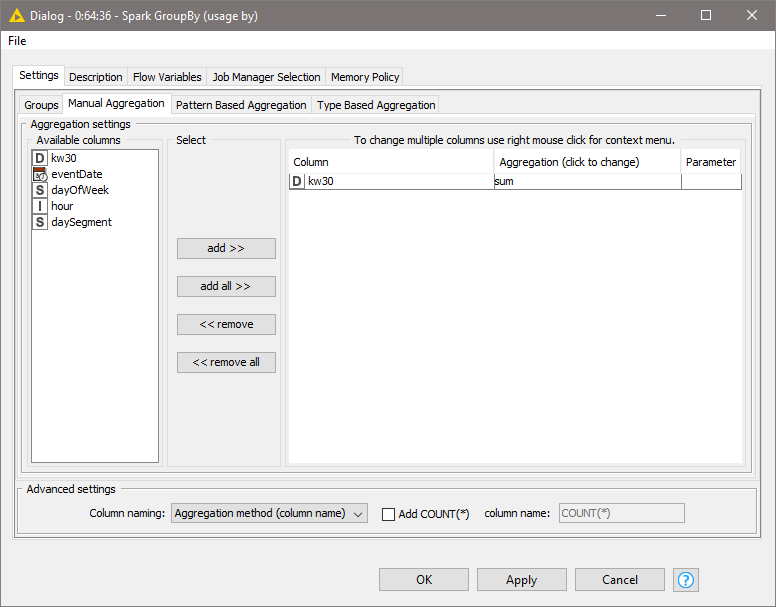 Dialog - 0:64:36 - Spark GroupBy (usage by)
File
Settings Description Flow Variables Job Manager Selection Memory Policy
Groups Manual Aggregation Pattern Based Aggregation Type Based Aggregation
Aggregation settings
Available columns Select To change multiple columns use right mouse click for context menu.
D kw30 Column Aggregation (click to change) Parameter
eventDate D kw30 sum
S dayOfWeek
I hour
S daySegment
add >>
add all >>
<< remove
<< remove all
Advanced settings
Column naming: Aggregation method (column name) Add COUNT(*) column name: COUNT(*)
OK Apply Cancel ?